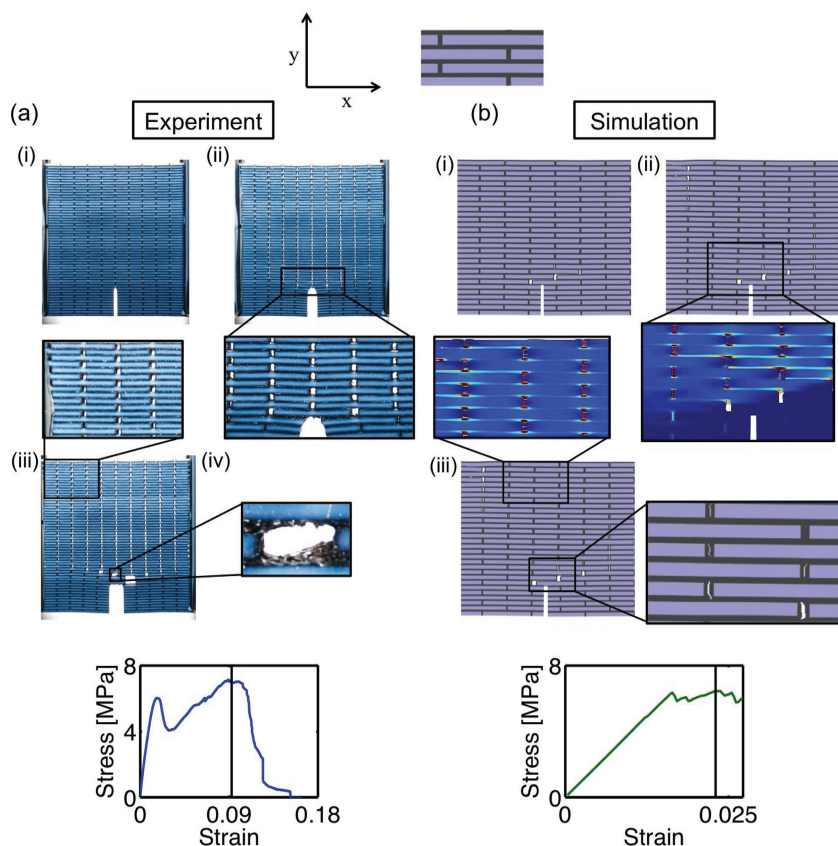 y
x
(a)
Experiment
(b)
Simulation
(i)
(ii)
(i)
(ii)
(iii)
(iv)
(iii)
8
4
0
Stress [MPa]
0
0.09
0.18
Strain
8
0
Stress [MPa]
0
0.025
Strain